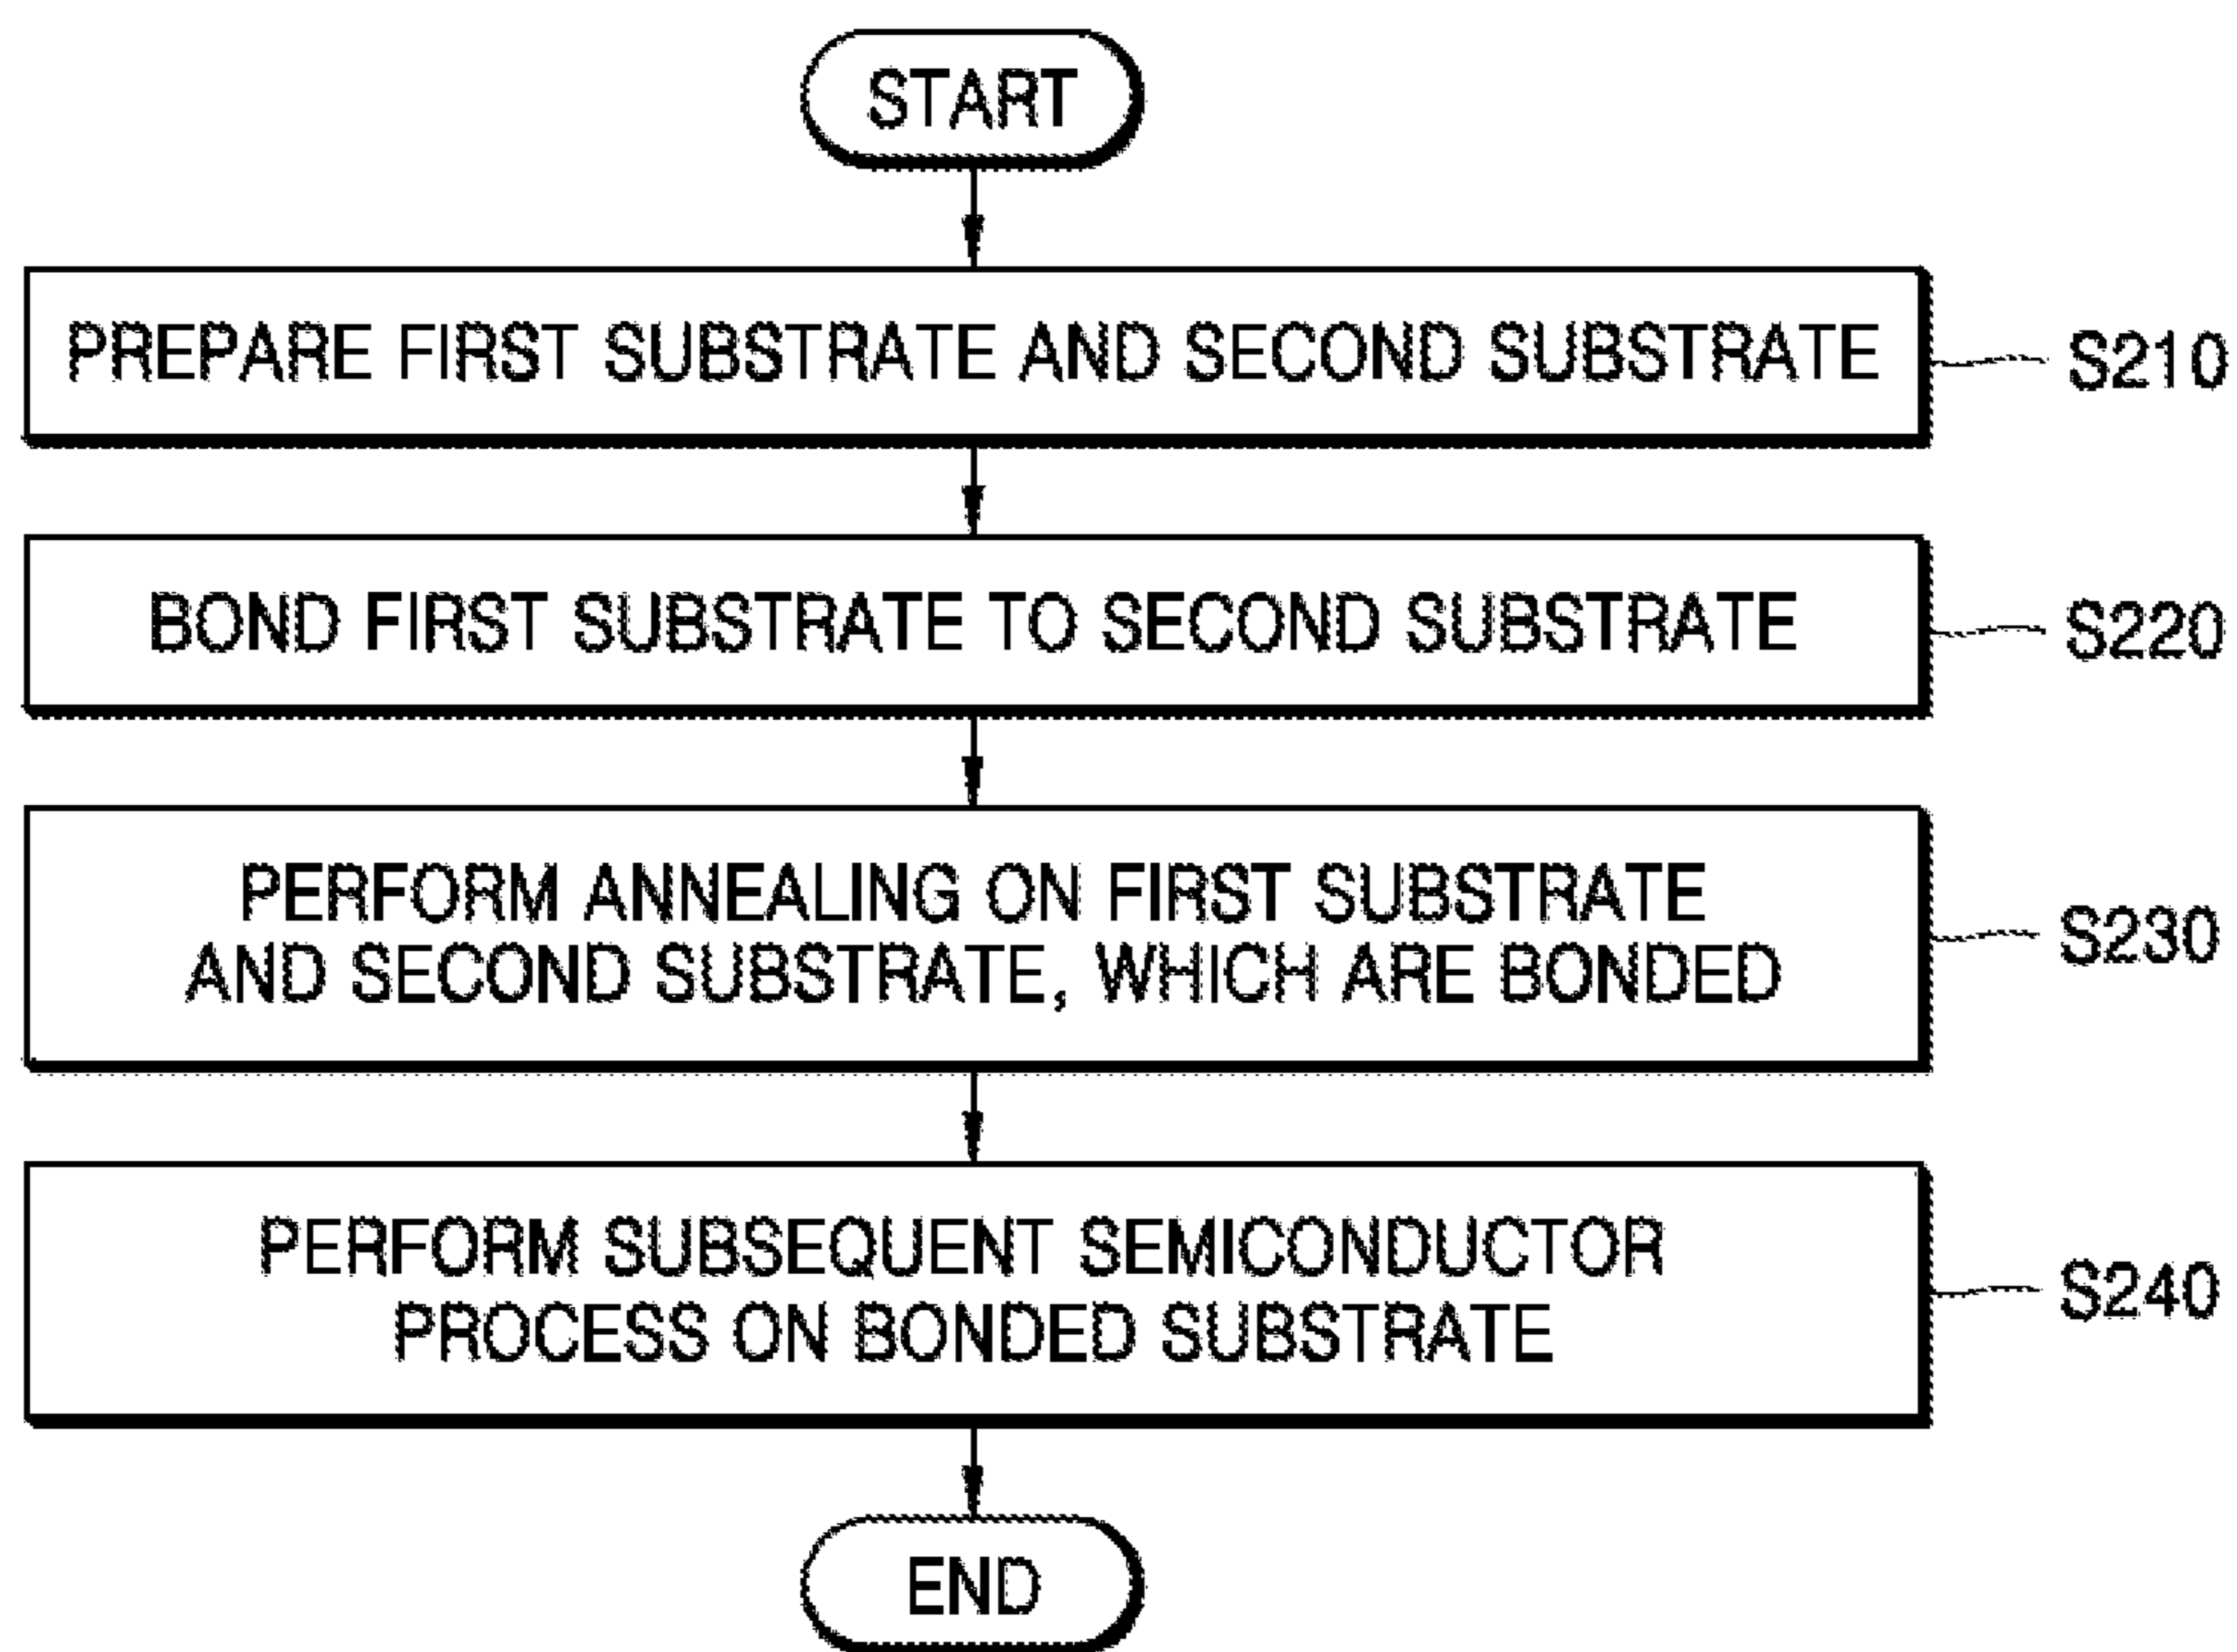 START
PREPARE FIRST SUBSTRATE AND SECOND SUBSTRATE
S210
BOND FIRST SUBSTRATE TO SECOND SUBSTRATE
S220
PERFORM ANNEALING ON FIRST SUBSTRATE
AND SECOND SUBSTRATE, WHICH ARE BONDED
S230
PERFORM SUBSEQUENT SEMICONDUCTOR
PROCESS ON BONDED SUBSTRATE
S240
END